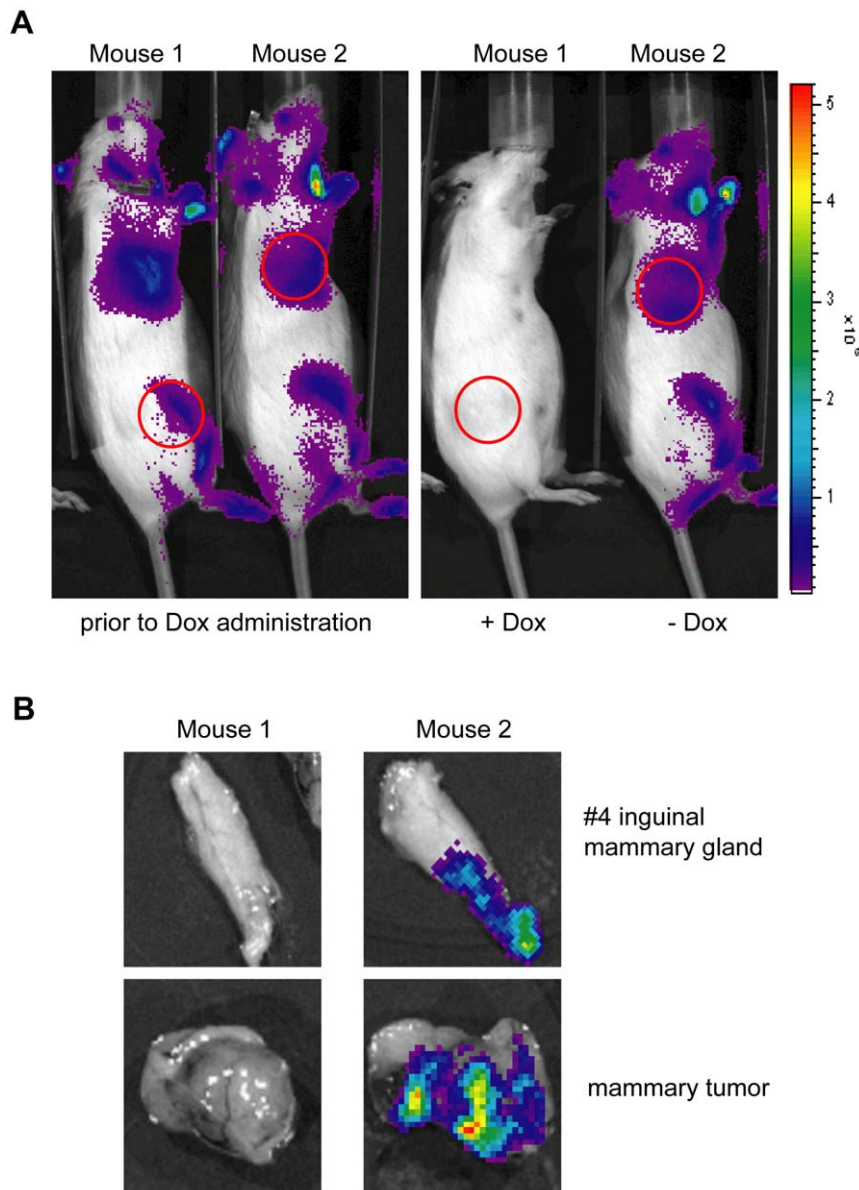 A
Mouse 1
Mouse 2
Mouse 1
Mouse 2
5
4
3
2
1
×10⁶
prior to Dox administration
+ Dox
- Dox
B
Mouse 1
Mouse 2
#4 inguinal
mammary gland
mammary tumor